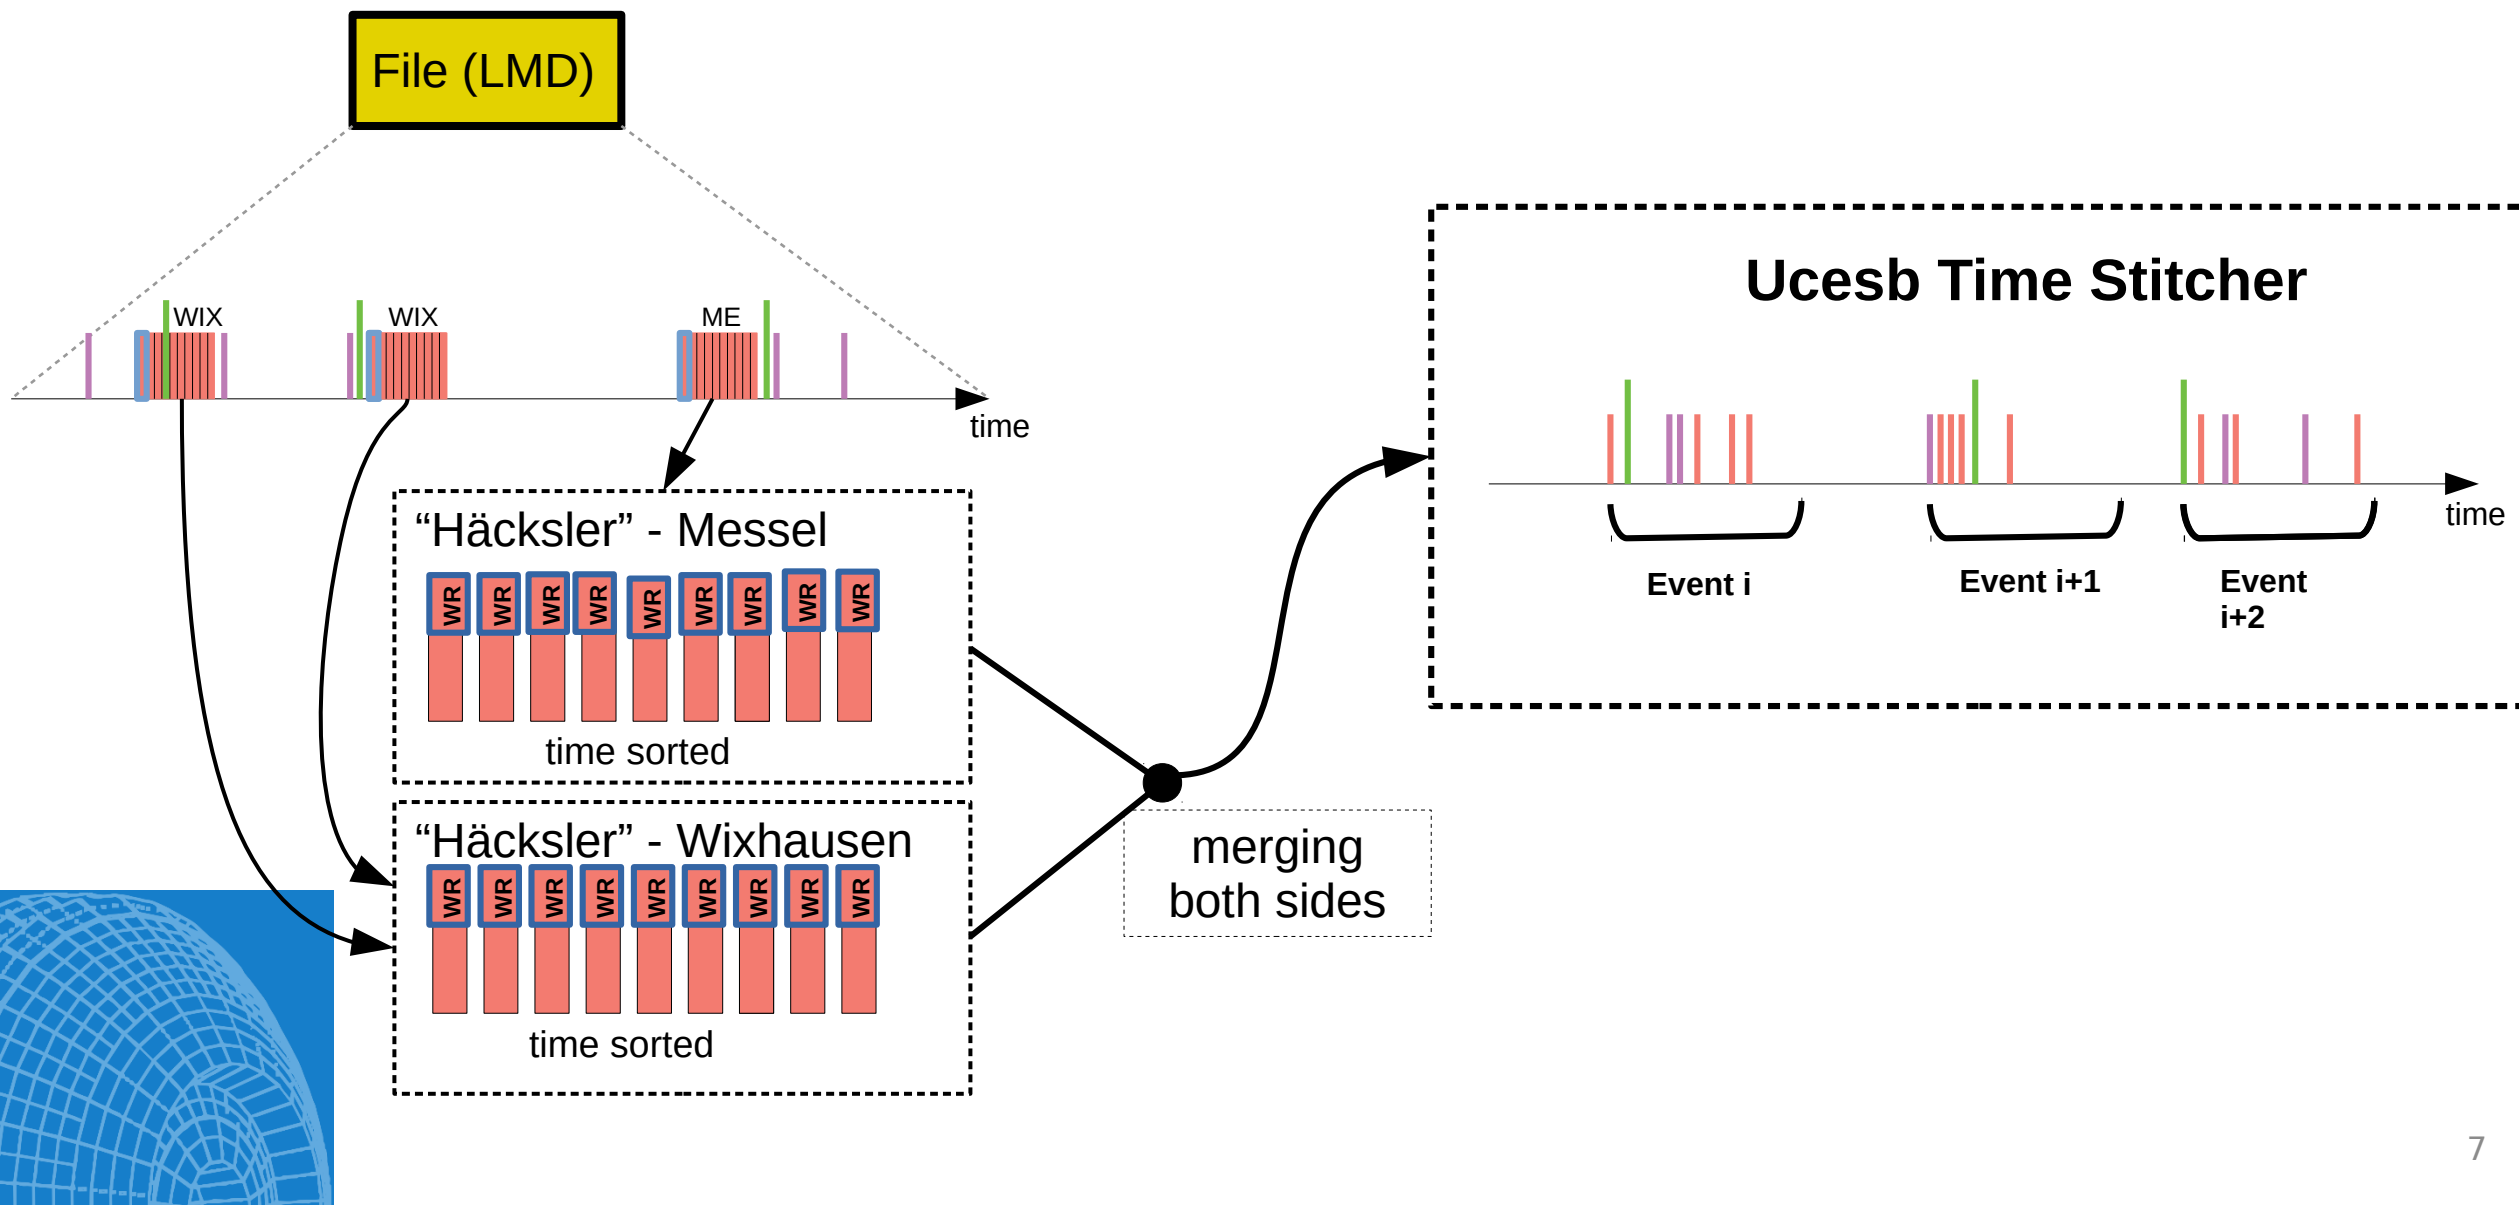 File (LMD)
WIX
WIX
ME
time
“Häcksler” - Messel
WR WR WR WR WR WR WR WR WR
time sorted
“Häcksler” - Wixhausen
WR WR WR WR WR WR WR WR WR
time sorted
merging
both sides
Ucesb Time Stitcher
time
Event i
Event i+1
Event
i+2
7